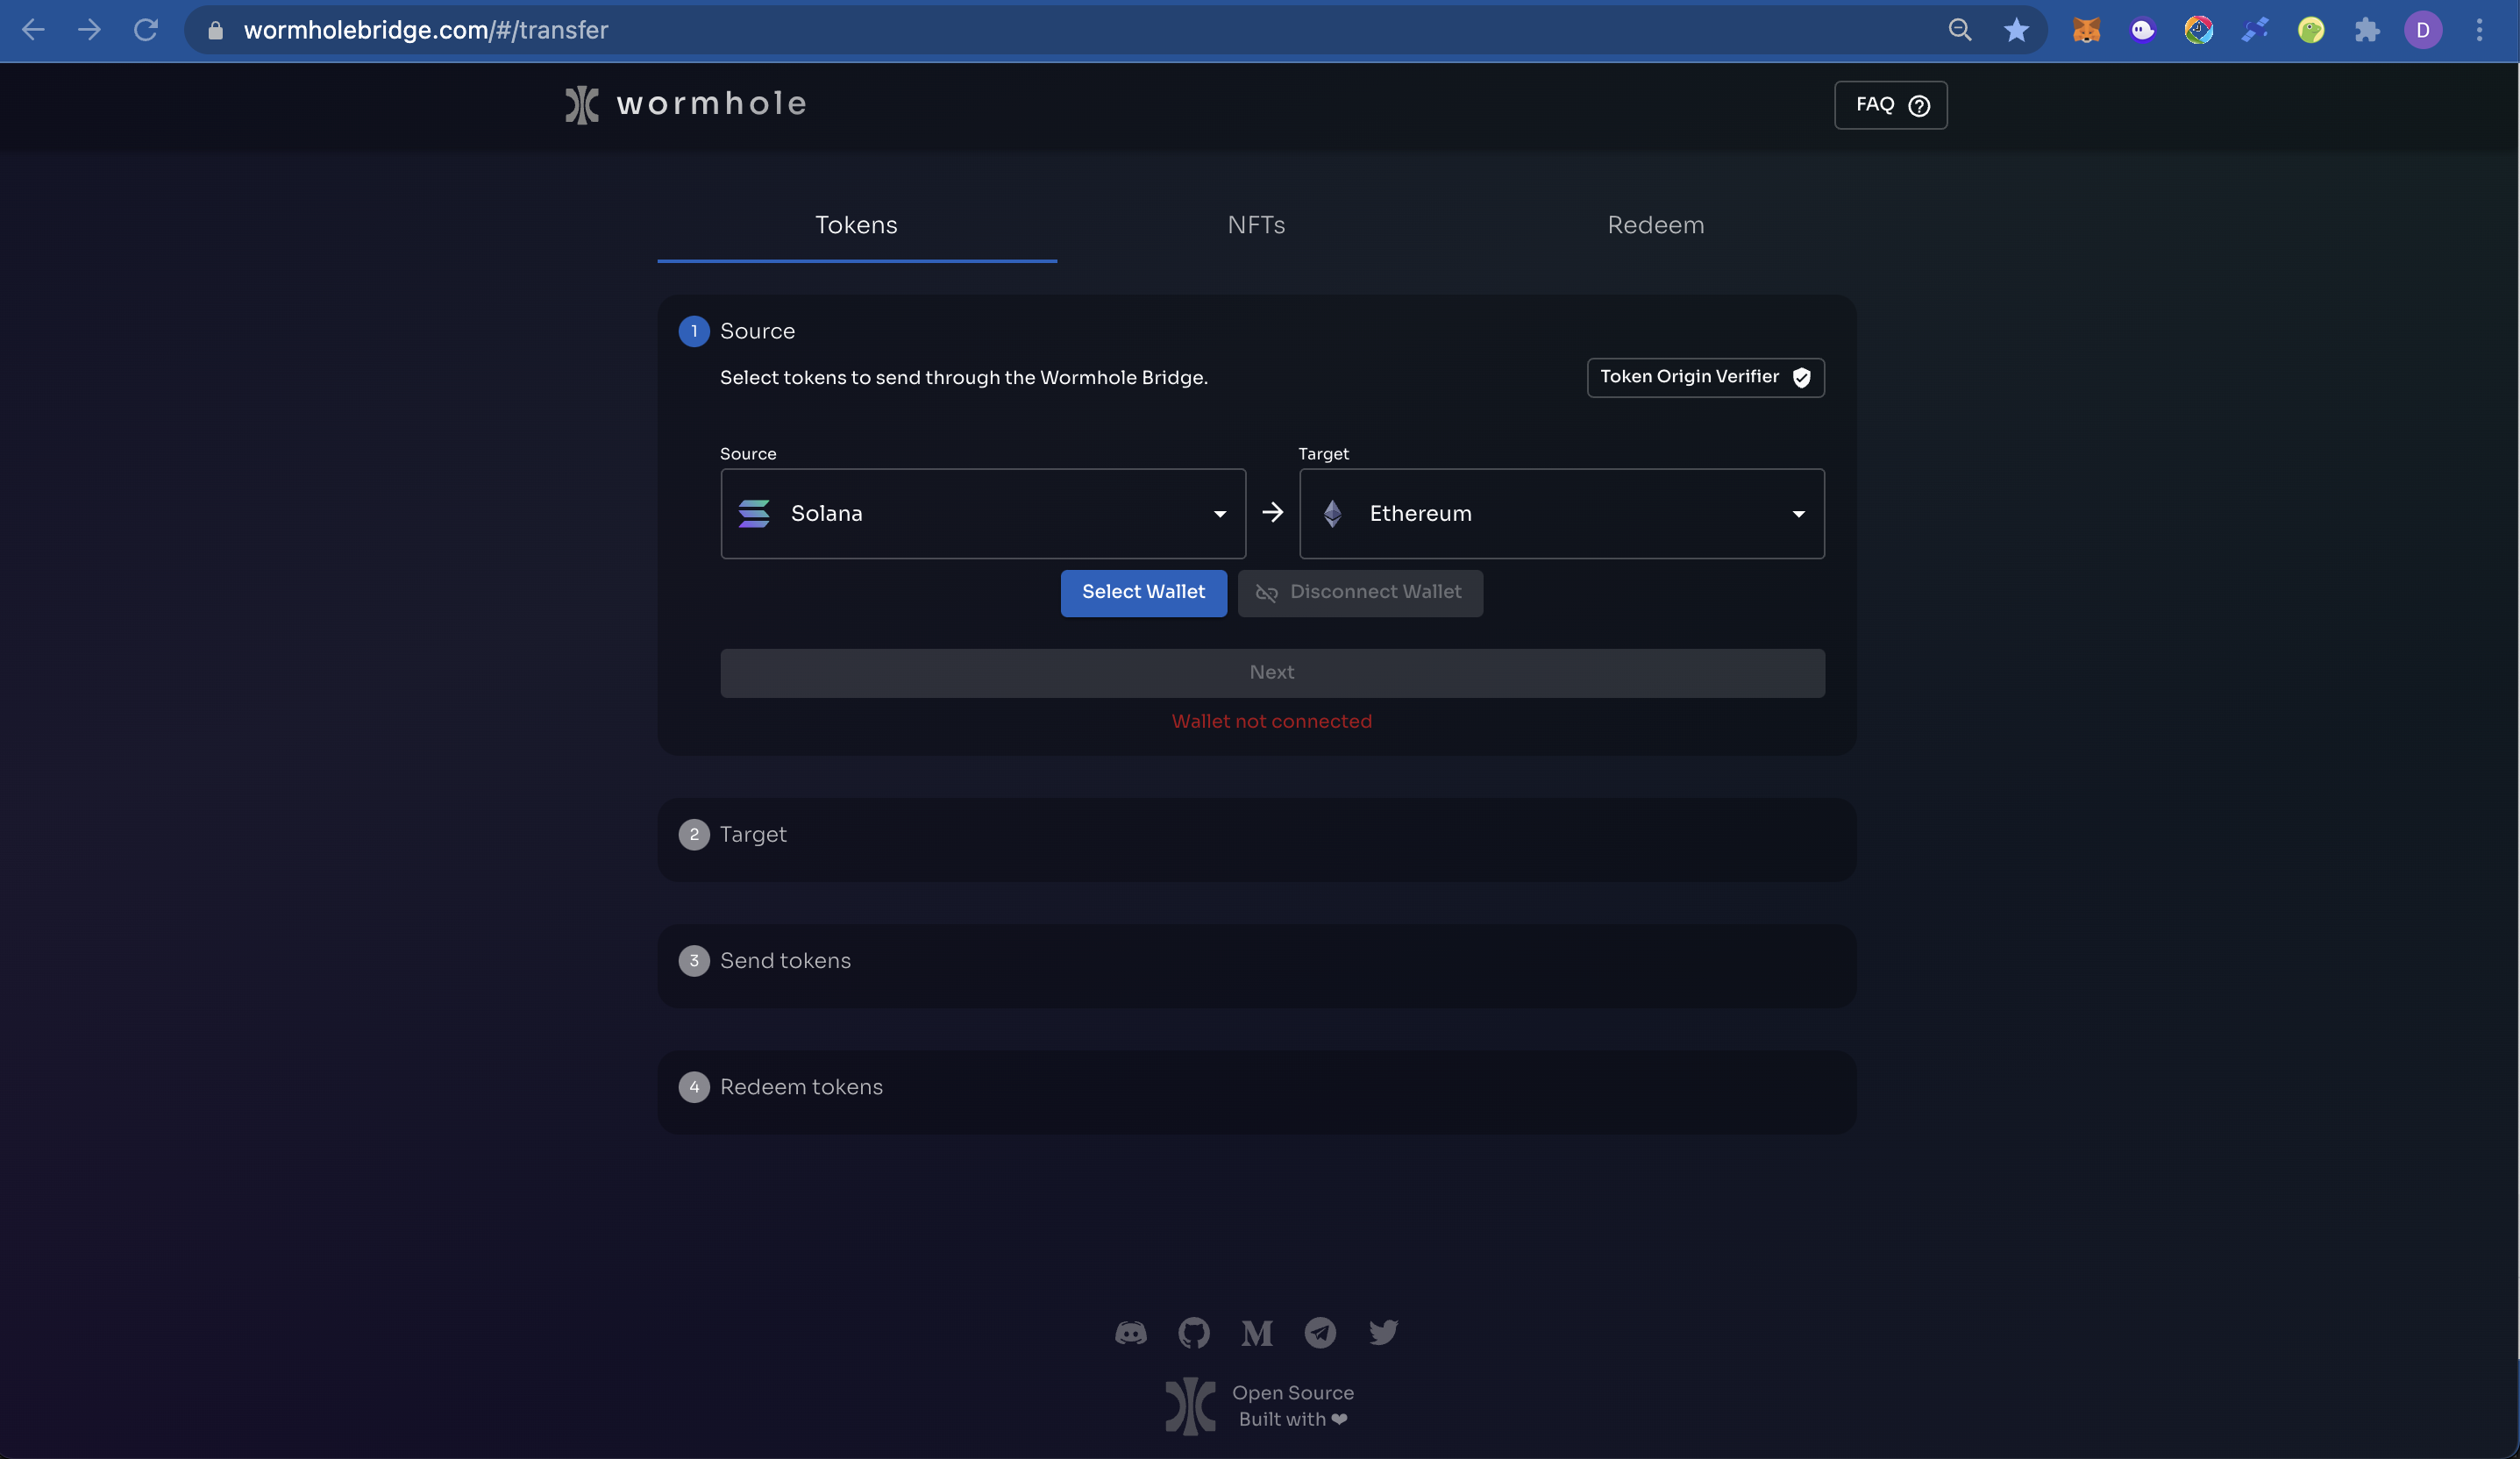 wormholebridge.com/#/transfer
D
wormhole
FAQ
Tokens
NFTs
Redeem
1
Source
Select tokens to send through the Wormhole Bridge.
Token Origin Verifier
Source
Target
Solana
Ethereum
Select Wallet
Disconnect Wallet
Next
Wallet not connected
2
Target
3
Send tokens
4
Redeem tokens
Open Source
Built with ❤